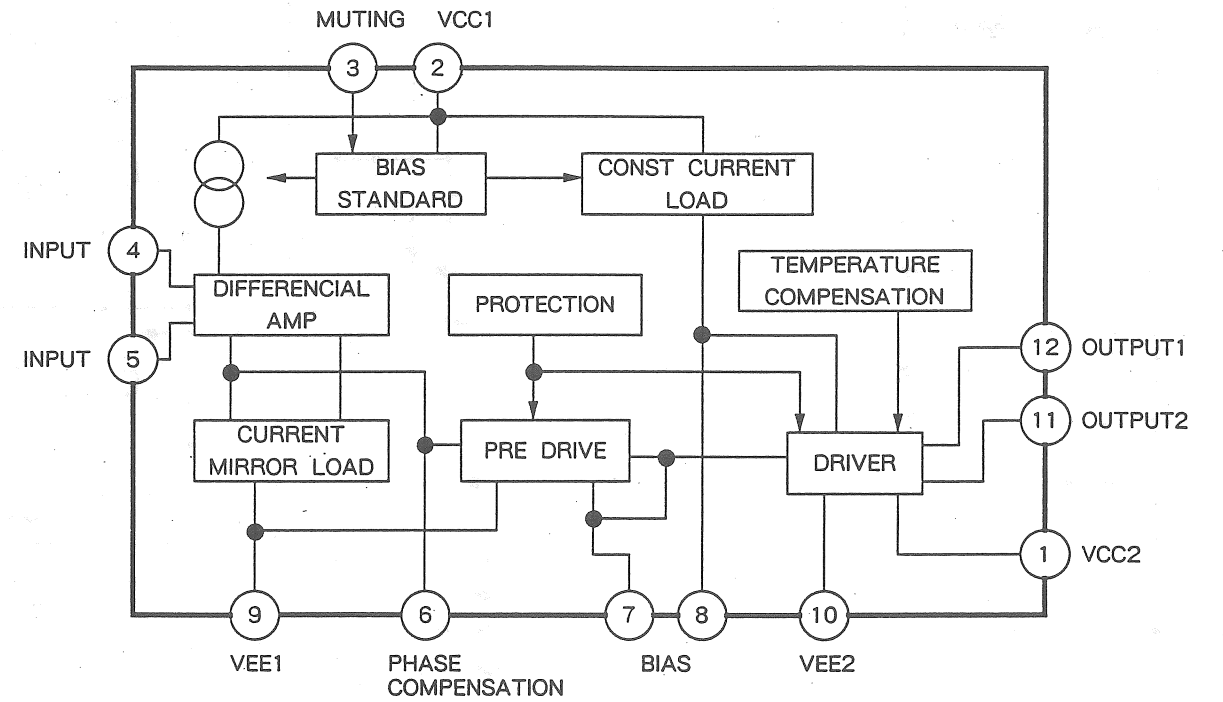 MUTING VCC1
3 2
BIAS
STANDARD
CONST CURRENT
LOAD
INPUT 4
TEMPERATURE
COMPENSATION
DIFFERENCIAL
AMP
PROTECTION
INPUT 5
12 OUTPUT1
11 OUTPUT2
CURRENT
MIRROR LOAD
PRE DRIVE
DRIVER
1 VCC2
9 6 7 8 10
VEE1
PHASE
COMPENSATION
BIAS
VEE2